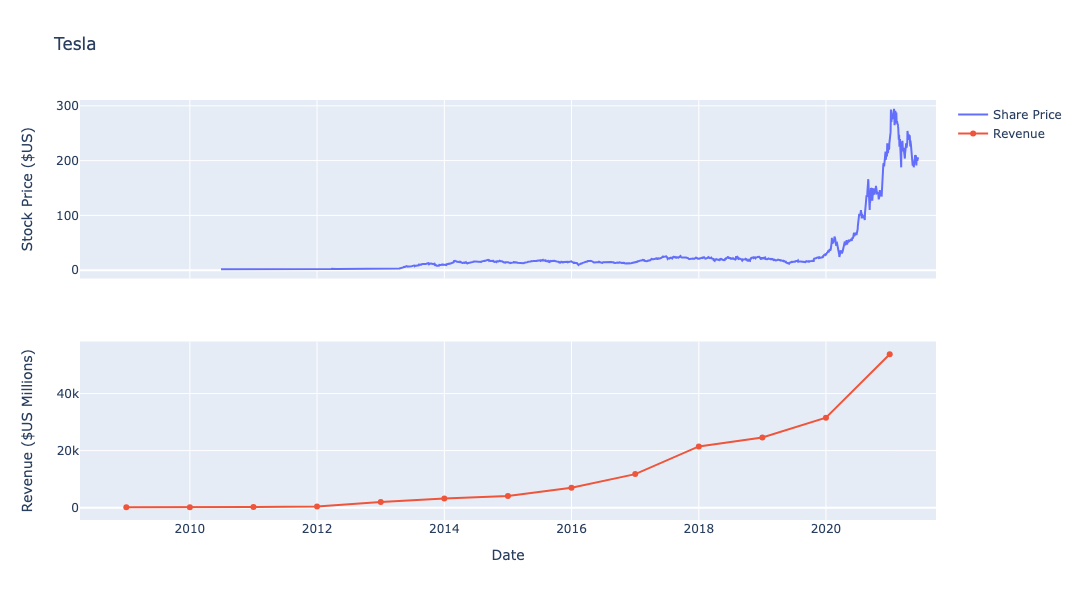 Tesla
Share Price
Revenue
Stock Price ($US)
300
200
100
0
Revenue ($US Millions)
40k
20k
0
2010 2012 2014 2016 2018 2020
Date